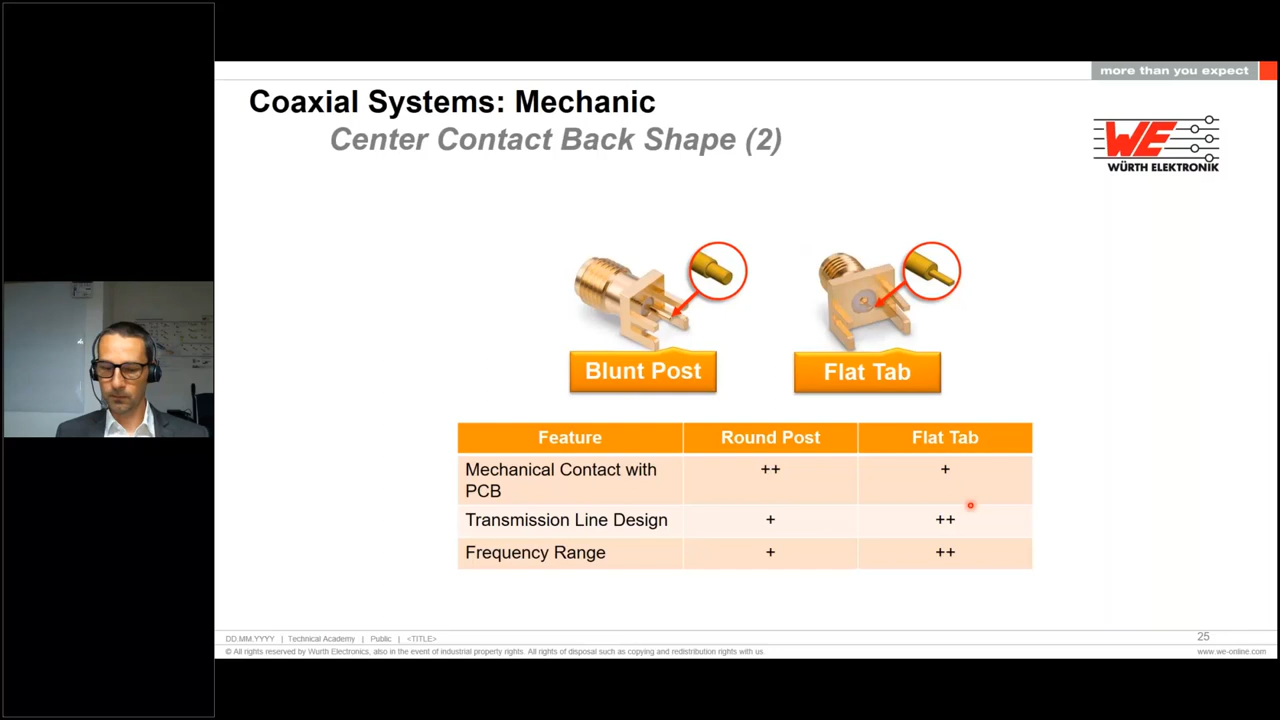 more than you expect
Coaxial Systems: Mechanic
Center Contact Back Shape (2)
WE
WÜRTH ELEKTRONIK
Blunt Post
Flat Tab
Feature Round Post Flat Tab
Mechanical Contact with PCB ++ +
Transmission Line Design + ++
Frequency Range + ++
DD.MM.YYYY | Technical Academy | Public | <TITLE>
25
© All rights reserved by Wurth Electronics, also in the event of industrial property rights. All rights of disposal such as copying and redistribution rights with us.
www.we-online.com